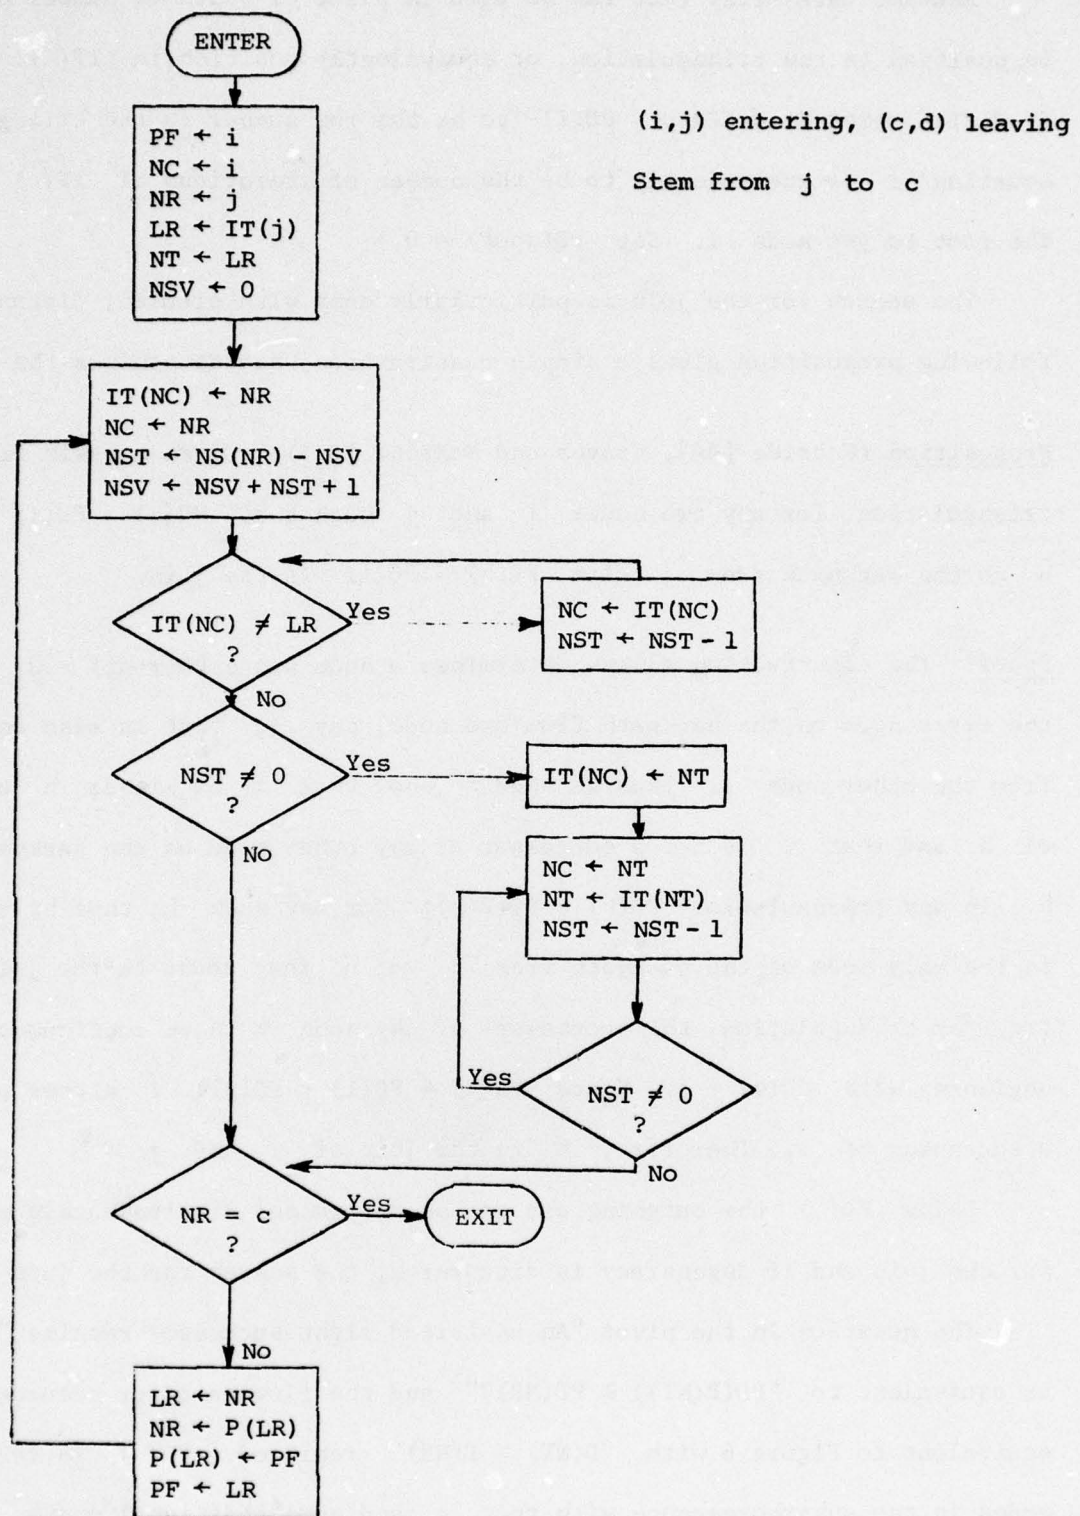 ENTER
PF ← i
NC ← i
NR ← j
LR ← IT(j)
NT ← LR
NSV ← 0
(i,j) entering, (c,d) leaving
Stem from j to c
IT(NC) ← NR
NC ← NR
NST ← NS(NR) - NSV
NSV ← NSV + NST + 1
IT(NC) ≠ LR
?
Yes
NC ← IT(NC)
NST ← NST - 1
No
NST ≠ 0
?
Yes
IT(NC) ← NT
No
NC ← NT
NT ← IT(NT)
NST ← NST - 1
NST ≠ 0
?
Yes
No
NR = c
?
Yes
EXIT
No
LR ← NR
NR ← P(LR)
P(LR) ← PF
PF ← LR